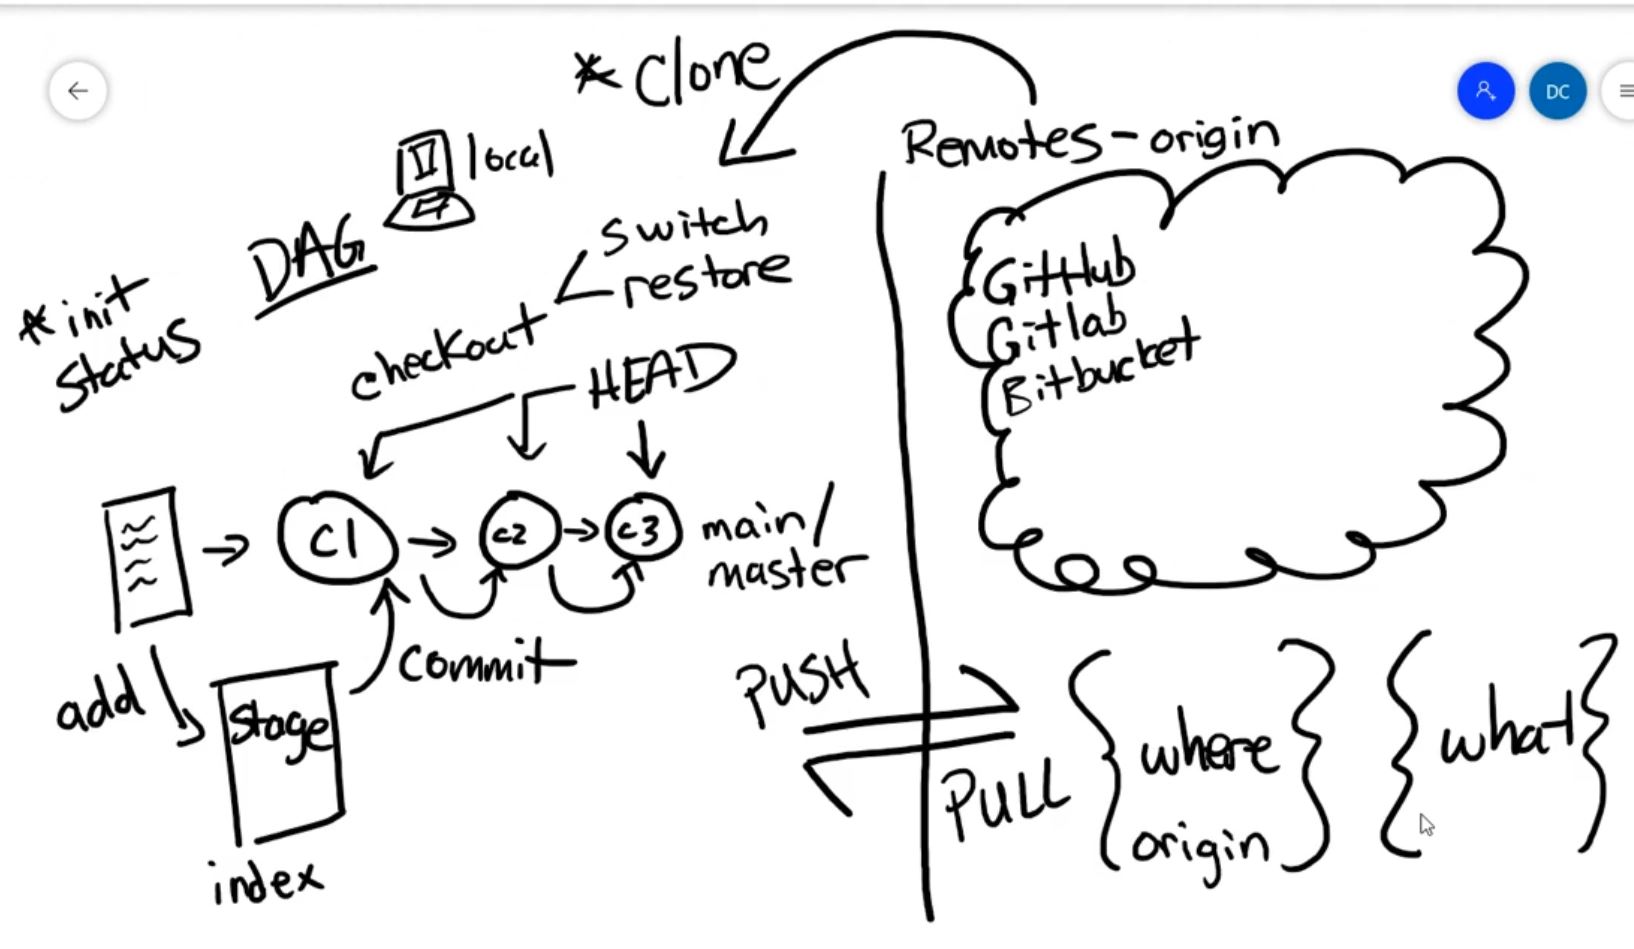 * Clone
DC
Remotes - origin
local
DAG
switch
restore
* init
status
checkout
HEAD
GitHub
Gitlab
Bitbucket
C1
C2
C3
main/
master
add
stage
commit
index
PUSH
PULL
{ where } { what }
origin